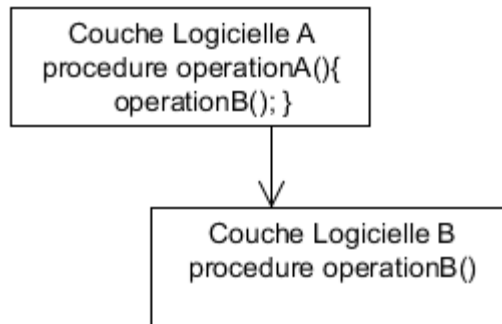 Couche Logicielle A
procedure operationA(){
operationB(); }
Couche Logicielle B
procedure operationB()